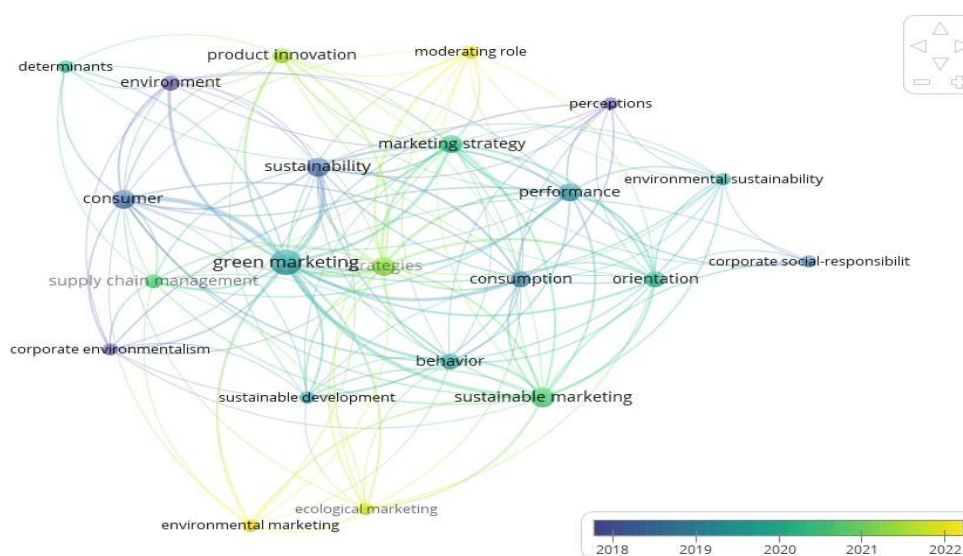 moderating role
product innovation
determinants
environment
perceptions
marketing strategy
sustainability
environmental sustainability
performance
consumer
green marketing
strategies
corporate social-responsibilit
supply chain management
consumption
orientation
corporate environmentalism
behavior
sustainable development
sustainable marketing
ecological marketing
environmental marketing
2018 2019 2020 2021 2022